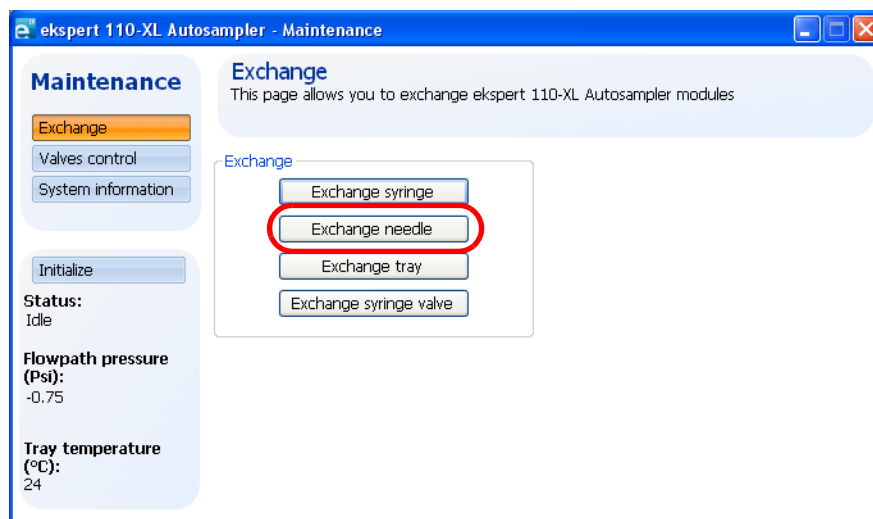 ekspert 110-XL Autosampler - Maintenance
Maintenance
Exchange
Valves control
System information
Initialize
Status:
Idle
Flowpath pressure
(Psi):
-0.75
Tray temperature
(°C):
24
Exchange
This page allows you to exchange ekspert 110-XL Autosampler modules
Exchange
Exchange syringe
Exchange needle
Exchange tray
Exchange syringe valve